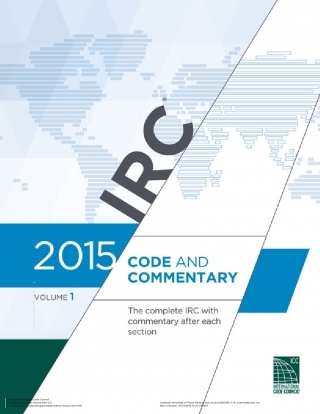 IRC®
2015
CODE AND
COMMENTARY
VOLUME 1
The complete IRC with
commentary after each
section
ICC
INTERNATIONAL
CODE COUNCIL